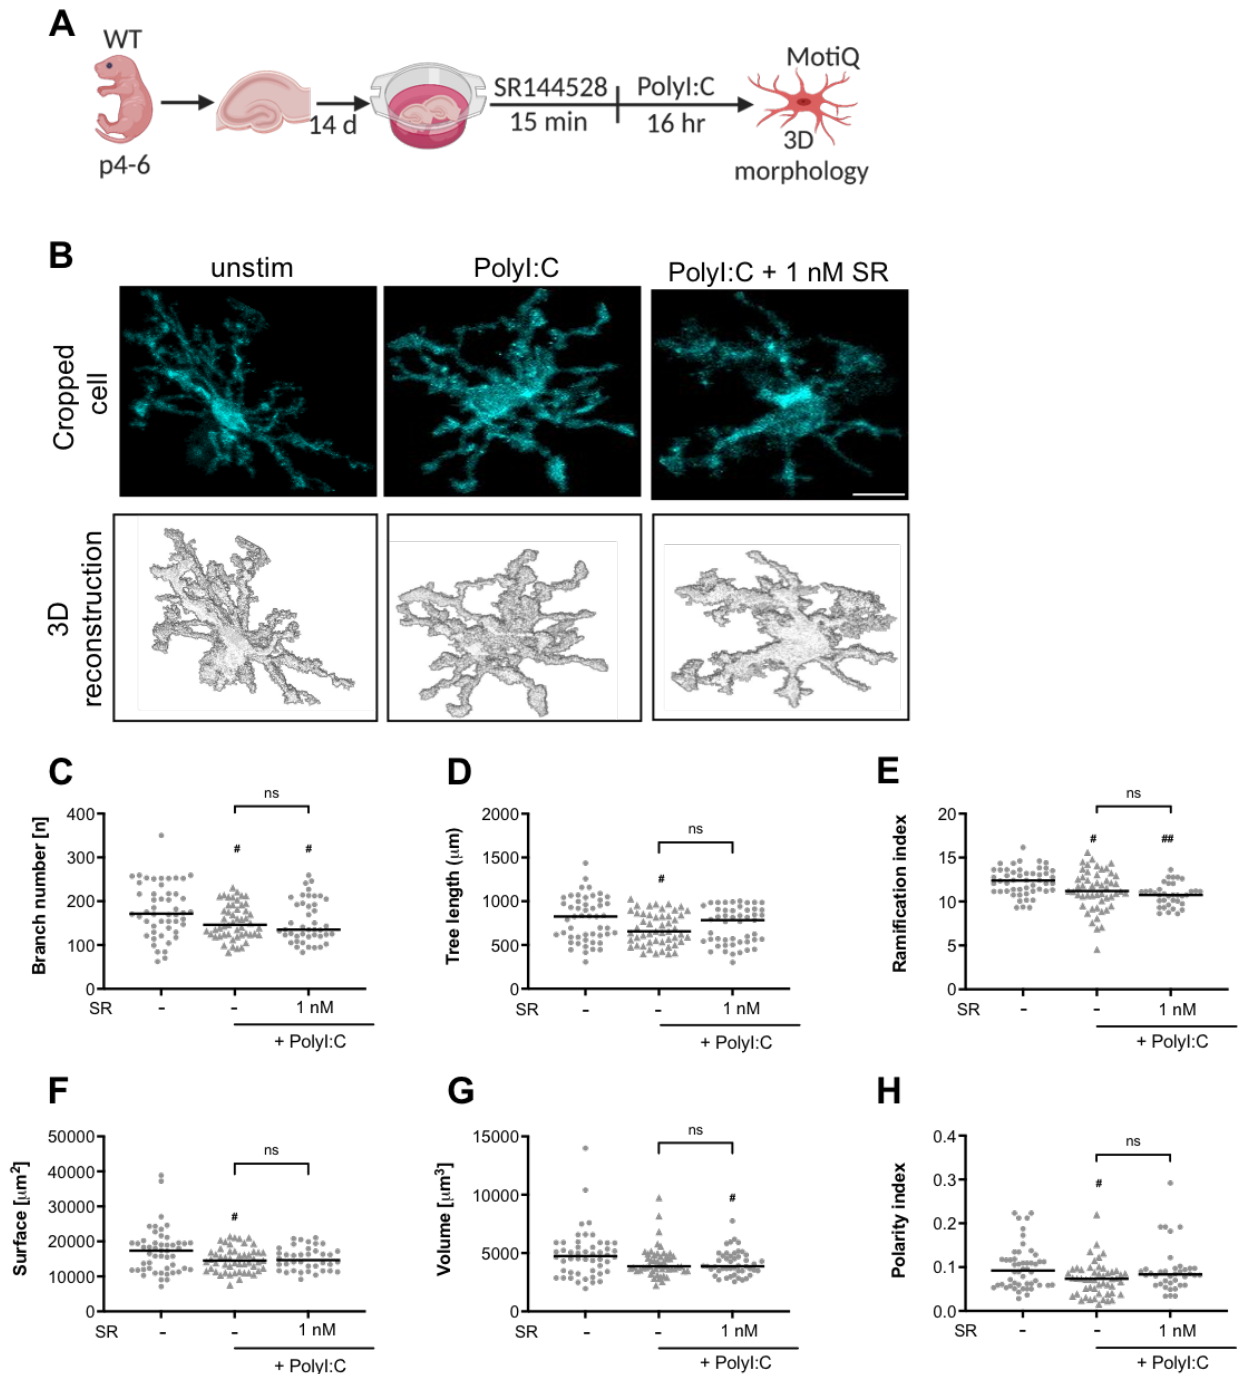 A
WT
p4-6
14 d
SR144528
15 min
PolyI:C
16 hr
MotiQ
3D
morphology
B
unstim
PolyI:C
PolyI:C + 1 nM SR
Cropped
cell
3D
reconstruction
C
Branch number [n]
400
300
200
100
0
ns
#
#
SR
-
-
1 nM
+ PolyI:C
D
Tree length (μm)
2000
1500
1000
500
0
ns
#
-
-
1 nM
+ PolyI:C
E
Ramification index
20
15
10
5
0
ns
#
##
SR
-
-
1 nM
+ PolyI:C
F
Surface [μm²]
50000
40000
30000
20000
10000
0
ns
#
SR
-
-
1 nM
+ PolyI:C
G
Volume [μm³]
15000
10000
5000
0
ns
#
-
-
1 nM
+ PolyI:C
H
Polarity index
0.4
0.3
0.2
0.1
0.0
ns
#
SR
-
-
1 nM
+ PolyI:C